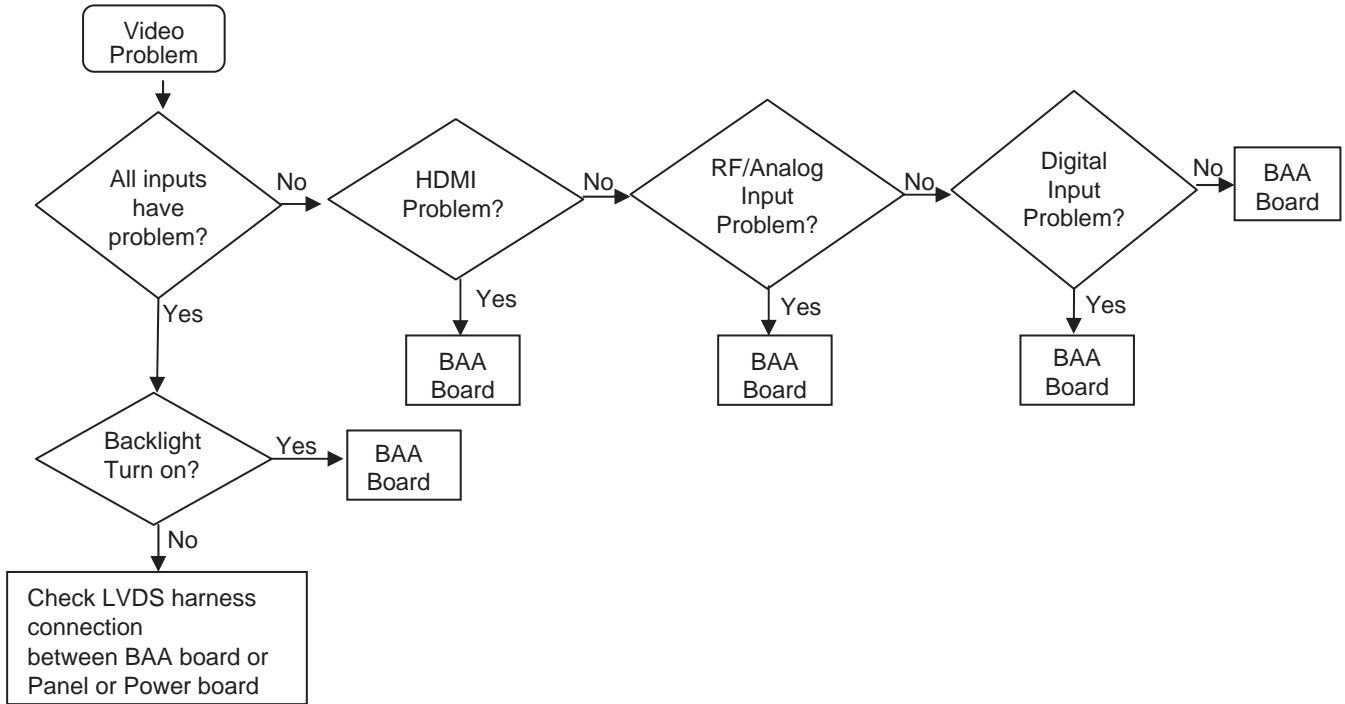 Video
Problem
All inputs
have
problem?
No
HDMI
Problem?
No
RF/Analog
Input
Problem?
No
Digital
Input
Problem?
No
BAA
Board
Yes
Yes
BAA
Board
Yes
BAA
Board
Yes
BAA
Board
Backlight
Turn on?
Yes
BAA
Board
No
Check LVDS harness
connection
between BAA board or
Panel or Power board